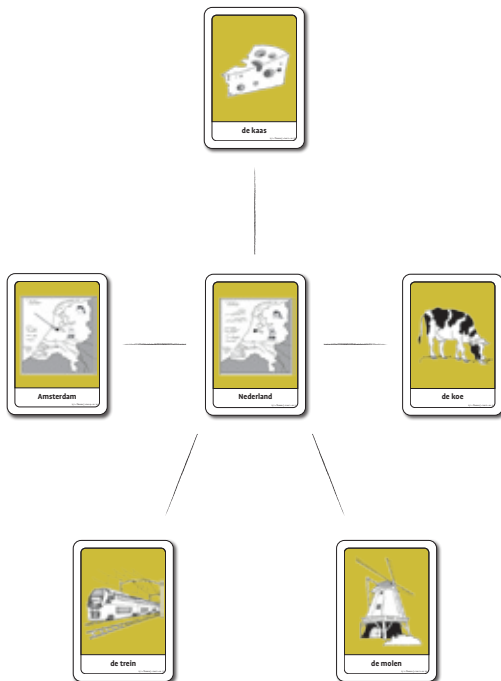 de kaas
Amsterdam
Nederland
de koe
de trein
de molen